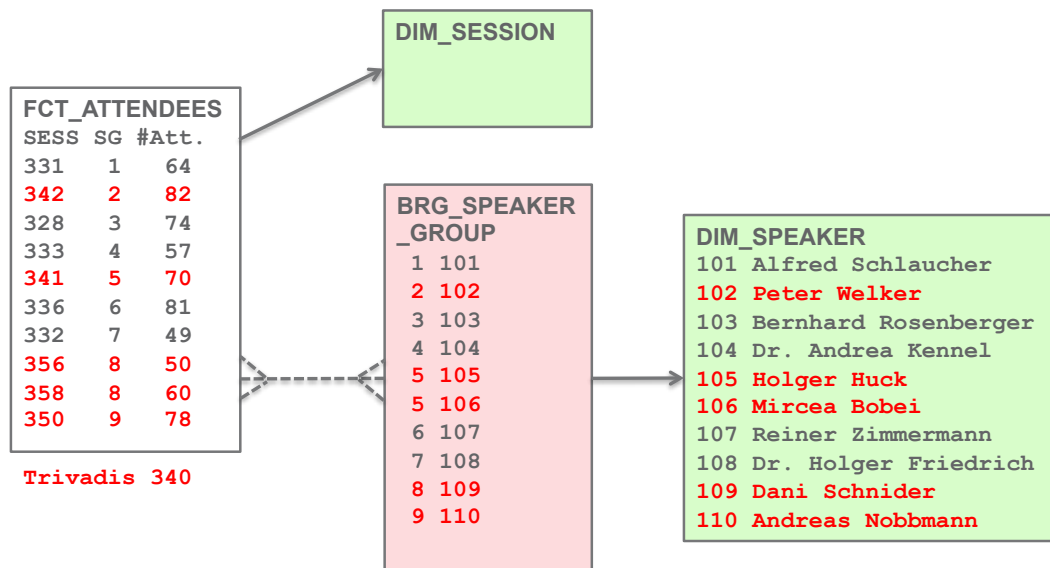 DIM_SESSION
FCT_ATTENDEES
SESS SG #Att.
331 1 64
342 2 82
328 3 74
333 4 57
341 5 70
336 6 81
332 7 49
356 8 50
358 8 60
350 9 78
Trivadis 340
BRG_SPEAKER
_GROUP
1 101
2 102
3 103
4 104
5 105
5 106
6 107
7 108
8 109
9 110
DIM_SPEAKER
101 Alfred Schlaucher
102 Peter Welker
103 Bernhard Rosenberger
104 Dr. Andrea Kennel
105 Holger Huck
106 Mircea Bobei
107 Reiner Zimmermann
108 Dr. Holger Friedrich
109 Dani Schnider
110 Andreas Nobbmann